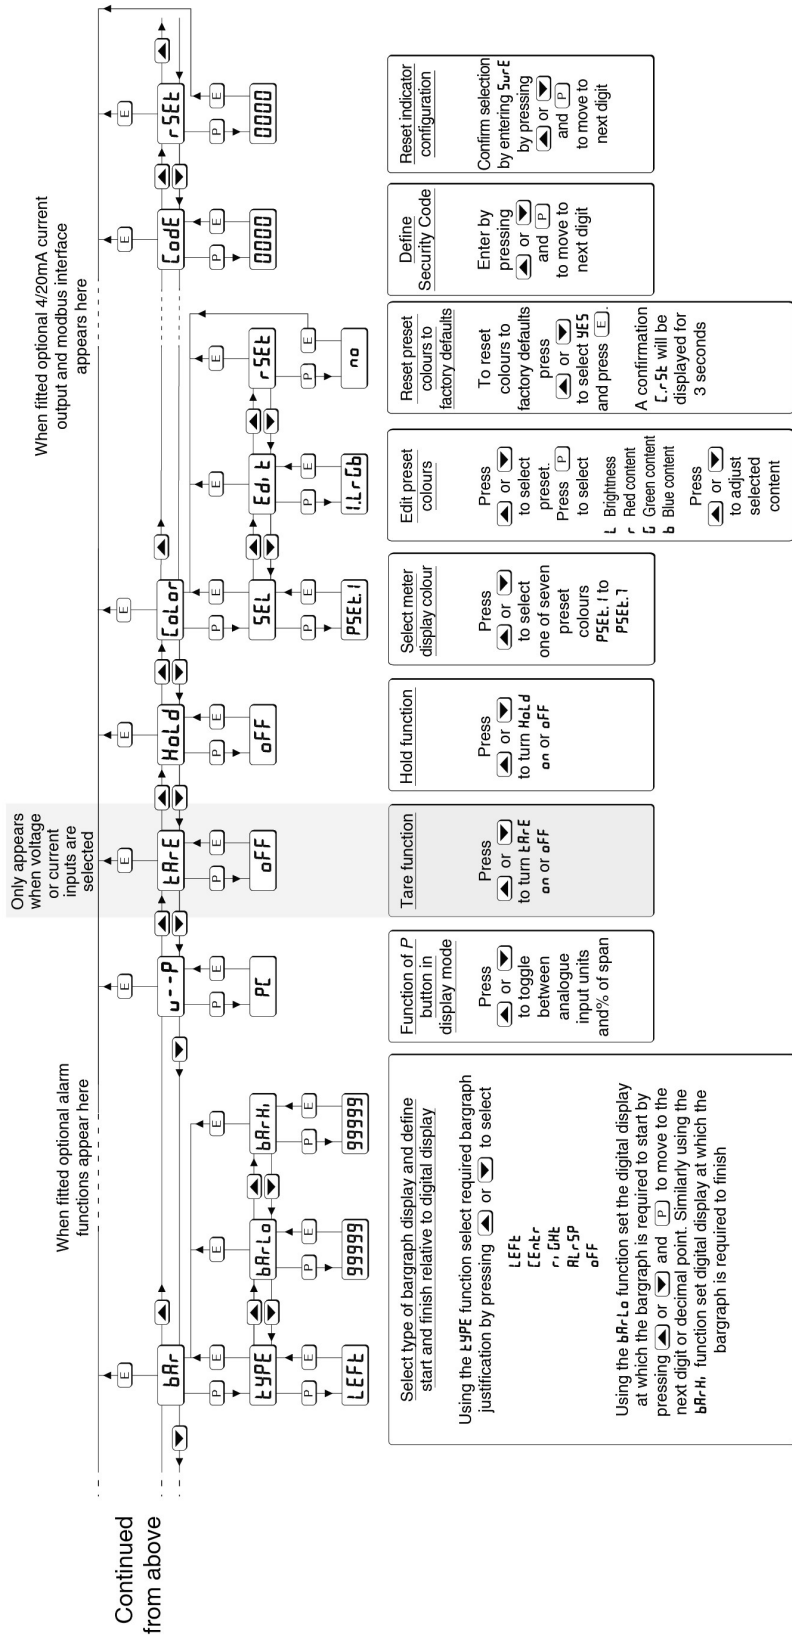 Continued
from above
When fitted optional alarm
functions appear here
Only appears
when voltage
or current
inputs are
selected
When fitted optional 4/20mA current
output and modbus interface
appears here
E
E
E
E
E
E
E
bAr
u--P
tArE
HoLd
CoLor
CodE
rSEt
P E
P E
P E
P E
P E
P E
P E
E
E
E
E
tYPE
bArLo
bArHi
PC
oFF
oFF
SEL
Edit
rSEt
0000
0000
P E
P E
P E
P E
P E
P E
LEFt
99999
99999
PSEt.1
1.LrGb
no
Select type of bargraph display and define
start and finish relative to digital display
Using the tYPE function select required bargraph
justification by pressing ▲ or ▼ to select
LEFt
CEntr
riGHt
ALrSP
oFF
Using the bArLo function set the digital display
at which the bargraph is required to start by
pressing ▲ or ▼ and P to move to the
next digit or decimal point. Similarly using the
bArHi function set digital display at which the
bargraph is required to finish
Function of P
button in
display mode
Press
▲ or ▼
to toggle
between
analogue
input units
and% of span
Tare function
Press
▲ or ▼
to turn tArE
on or oFF
Hold function
Press
▲ or ▼
to turn HoLd
on or oFF
Select meter
display colour
Press
▲ or ▼
to select
one of seven
preset
colours
PSEt.1 to
PSEt.7
Edit preset
colours
Press
▲ or ▼
to select
preset.
Press P
to select
L Brightness
r Red content
G Green content
b Blue content
Press
▲ or ▼
to adjust
selected
content
Reset preset
colours to
factory defaults
To reset
colours to
factory defaults
press
▲ or ▼
to select YES
and press E.
A confirmation
C.rSt will be
displayed for
3 seconds
Define
Security Code
Enter by
pressing
▲ or ▼
and P
to move to
next digit
Reset indicator
configuration
Confirm selection
by entering SurE
by pressing
▲ or ▼
and P
to move to
next digit